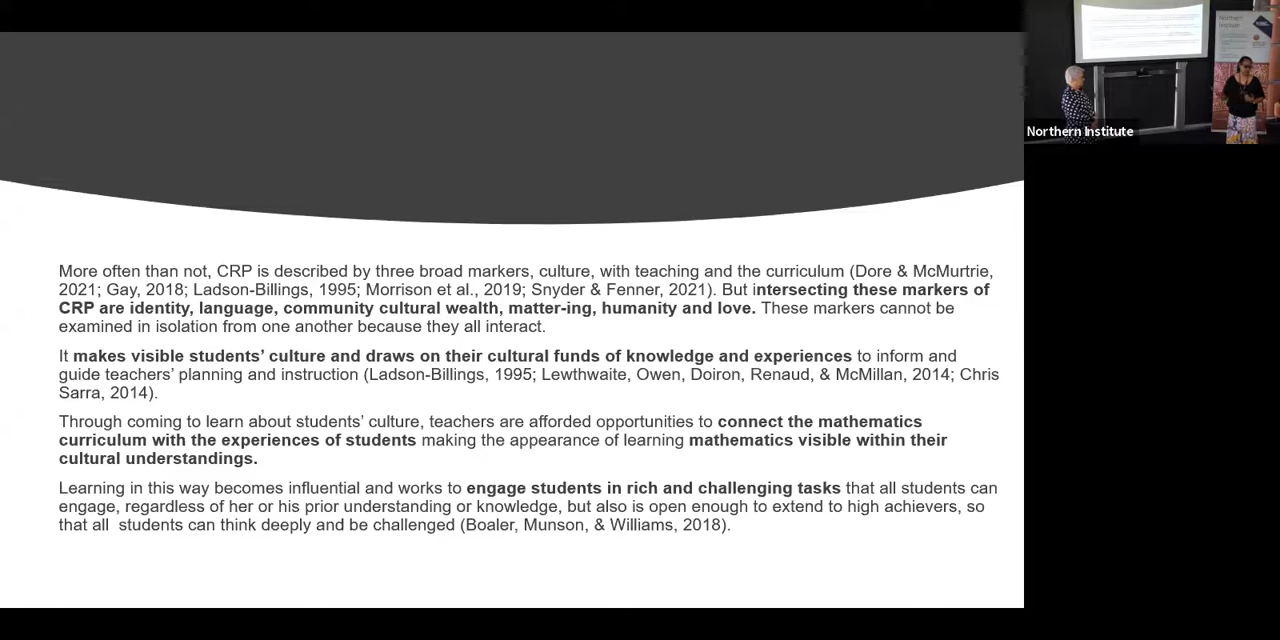 More often than not, CRP is described by three broad markers, culture, with teaching and the curriculum (Dore & McMurtrie,
2021; Gay, 2018; Ladson-Billings, 1995; Morrison et al., 2019; Snyder & Fenner, 2021). But intersecting these markers of
CRP are identity, language, community cultural wealth, matter-ing, humanity and love. These markers cannot be
examined in isolation from one another because they all interact.
It makes visible students’ culture and draws on their cultural funds of knowledge and experiences to inform and
guide teachers’ planning and instruction (Ladson-Billings, 1995; Lewthwaite, Owen, Doiron, Renaud, & McMillan, 2014; Chris
Sarra, 2014).
Through coming to learn about students’ culture, teachers are afforded opportunities to connect the mathematics
curriculum with the experiences of students making the appearance of learning mathematics visible within their
cultural understandings.
Learning in this way becomes influential and works to engage students in rich and challenging tasks that all students can
engage, regardless of her or his prior understanding or knowledge, but also is open enough to extend to high achievers, so
that all  students can think deeply and be challenged (Boaler, Munson, & Williams, 2018).
Northern
Institute
Northern Institute